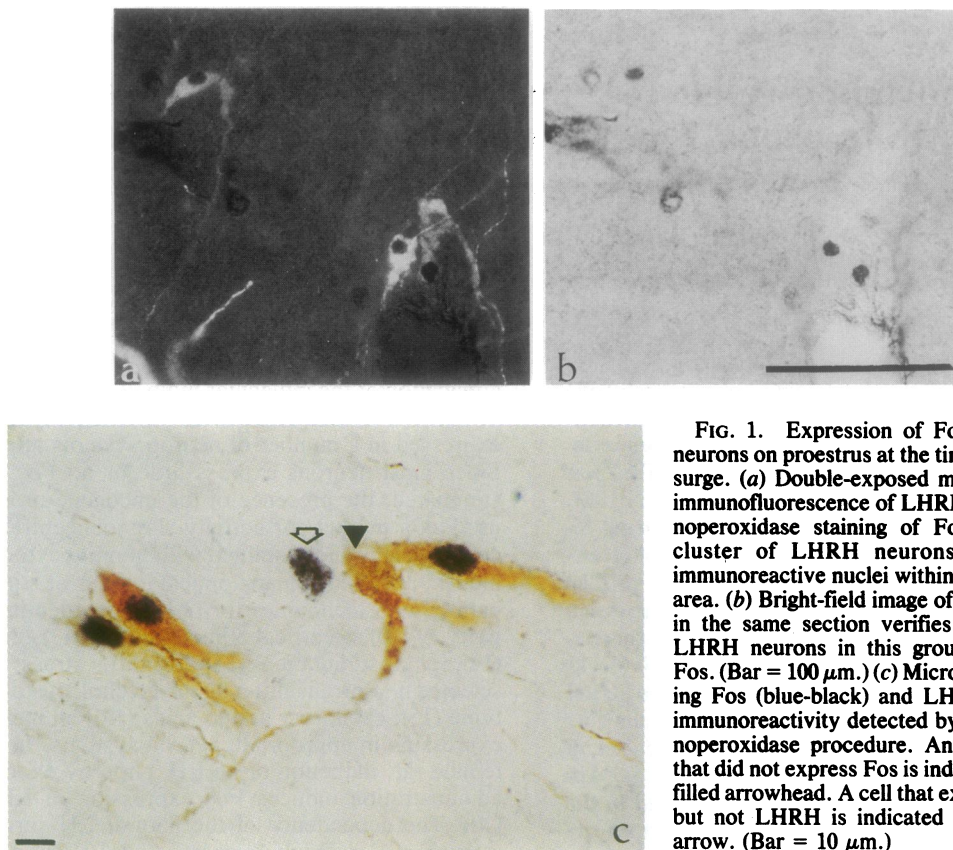 a
b
FIG. 1. Expression of Fo
neurons on proestrus at the tin
surge. (a) Double-exposed m
immunofluorescence of LHRH
noperoxidase staining of Fo
cluster of LHRH neurons
immunoreactive nuclei within
area. (b) Bright-field image of
in the same section verifies
LHRH neurons in this grou
Fos. (Bar = 100 μm.) (c) Micro
ing Fos (blue-black) and LH
immunoreactivity detected by
noperoxidase procedure. An
that did not express Fos is indi
filled arrowhead. A cell that ex
but not LHRH is indicated
arrow. (Bar = 10 μm.)
c